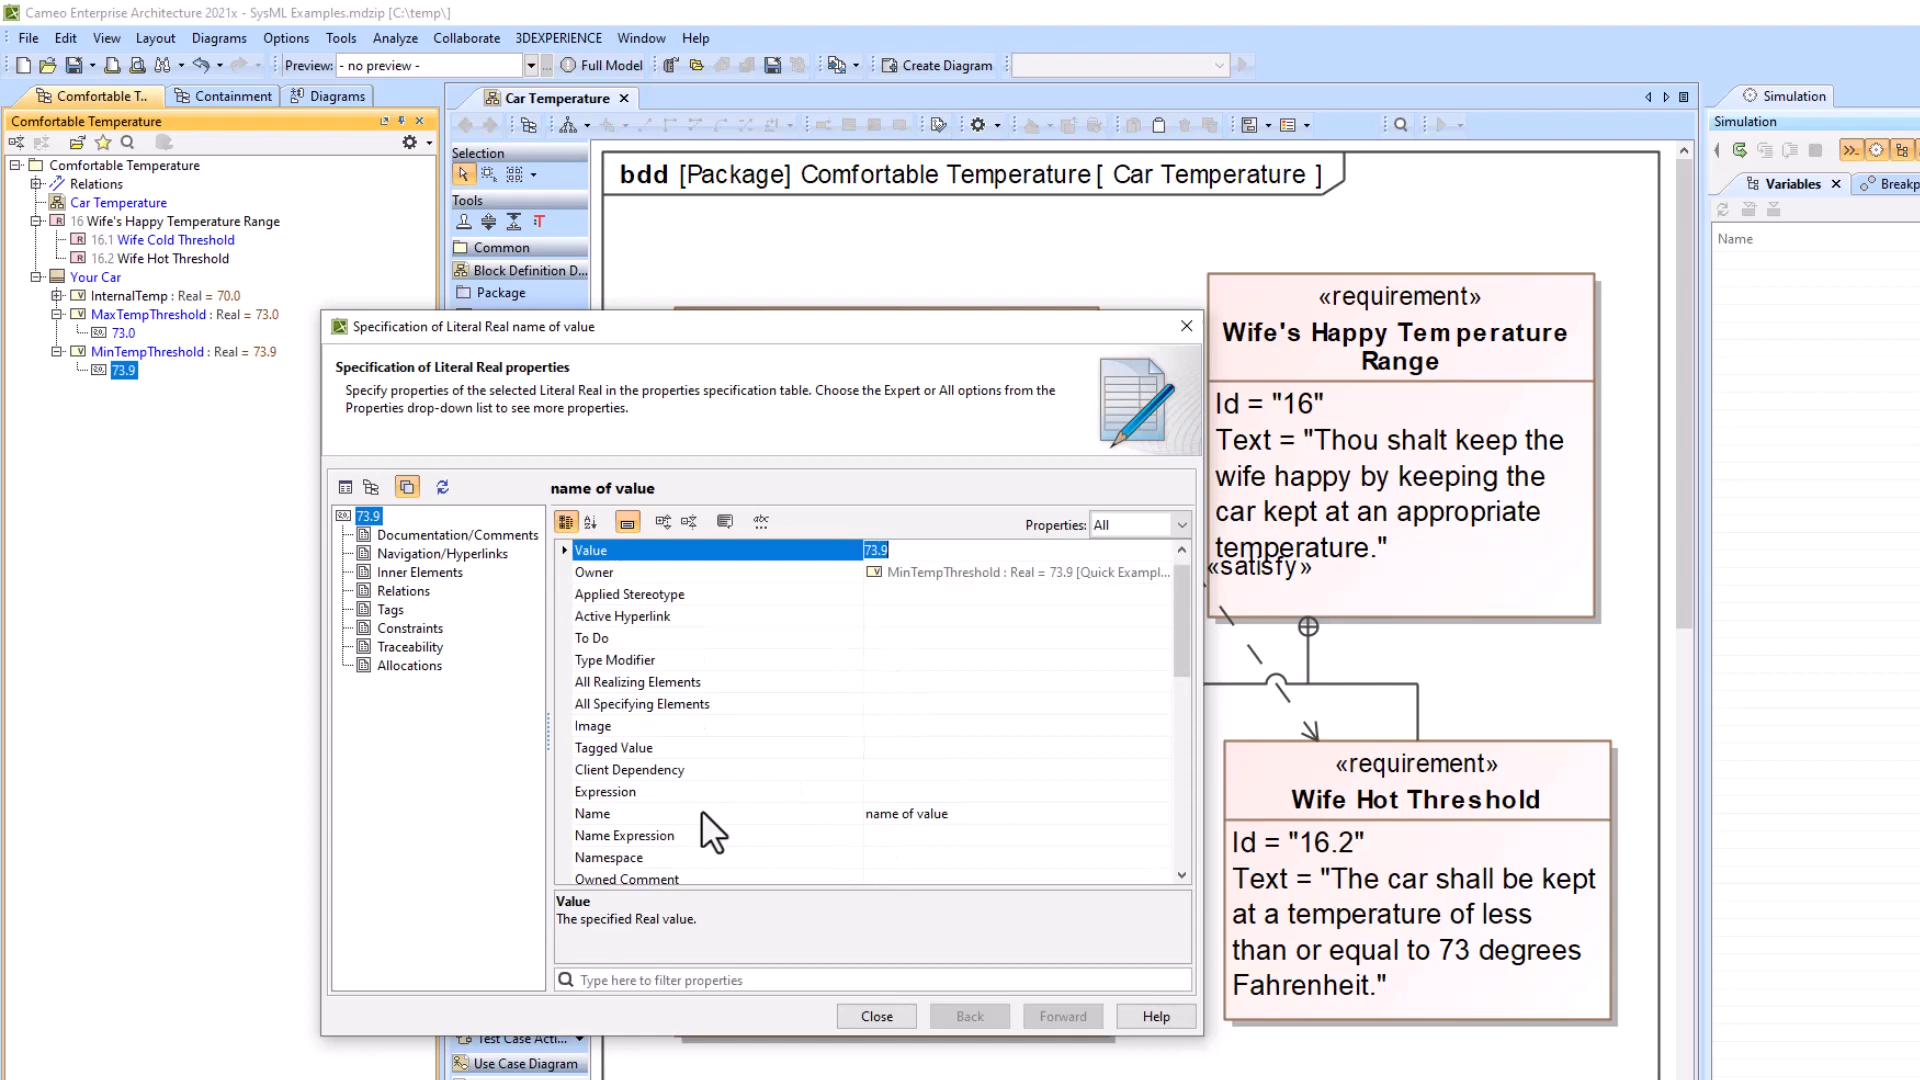 Cameo Enterprise Architecture 2021x - SysML Examples.mdzip [C:\temp\]
File Edit View Layout Diagrams Options Tools Analyze Collaborate 3DEXPERIENCE Window Help
Preview: - no preview - ... Full Model Create Diagram
Comfortable T.. Containment Diagrams
Comfortable Temperature
Comfortable Temperature
Relations
Car Temperature
16 Wife's Happy Temperature Range
16.1 Wife Cold Threshold
16.2 Wife Hot Threshold
Your Car
InternalTemp : Real = 70.0
MaxTempThreshold : Real = 73.0
73.0
MinTempThreshold : Real = 73.9
73.9
Car Temperature
Selection
Tools
Common
Block Definition D...
Package
Test Case Acti...
Use Case Diagram
bdd [Package] Comfortable Temperature [ Car Temperature ]
«requirement»
Wife's Happy Temperature
Range
Id = "16"
Text = "Thou shalt keep the
wife happy by keeping the
car kept at an appropriate
temperature."
«satisfy»
«requirement»
Wife Hot Threshold
Id = "16.2"
Text = "The car shall be kept
at a temperature of less
than or equal to 73 degrees
Fahrenheit."
Specification of Literal Real name of value
Specification of Literal Real properties
Specify properties of the selected Literal Real in the properties specification table. Choose the Expert or All options from the
Properties drop-down list to see more properties.
name of value
73.9
Documentation/Comments
Navigation/Hyperlinks
Inner Elements
Relations
Tags
Constraints
Traceability
Allocations
Properties: All
Value 73.9
Owner MinTempThreshold : Real = 73.9 [Quick Exampl...
Applied Stereotype
Active Hyperlink
To Do
Type Modifier
All Realizing Elements
All Specifying Elements
Image
Tagged Value
Client Dependency
Expression
Name name of value
Name Expression
Namespace
Owned Comment
Value
The specified Real value.
Type here to filter properties
Close Back Forward Help
Simulation
Simulation
Variables Breakp
Name